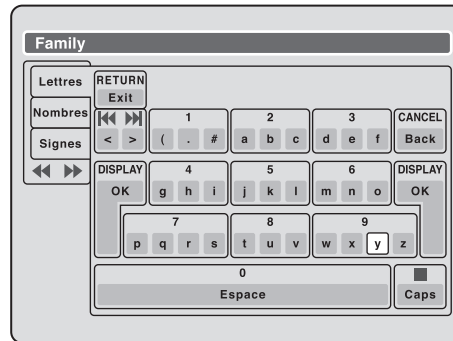 Family
Lettres
Nombres
Signes
RETURN
Exit
1 2 3 CANCEL
< > ( . # a b c d e f Back
DISPLAY 4 5 6 DISPLAY
OK g h i j k l m n o OK
7 8 9
p q r s t u v w x y z
0
Espace Caps